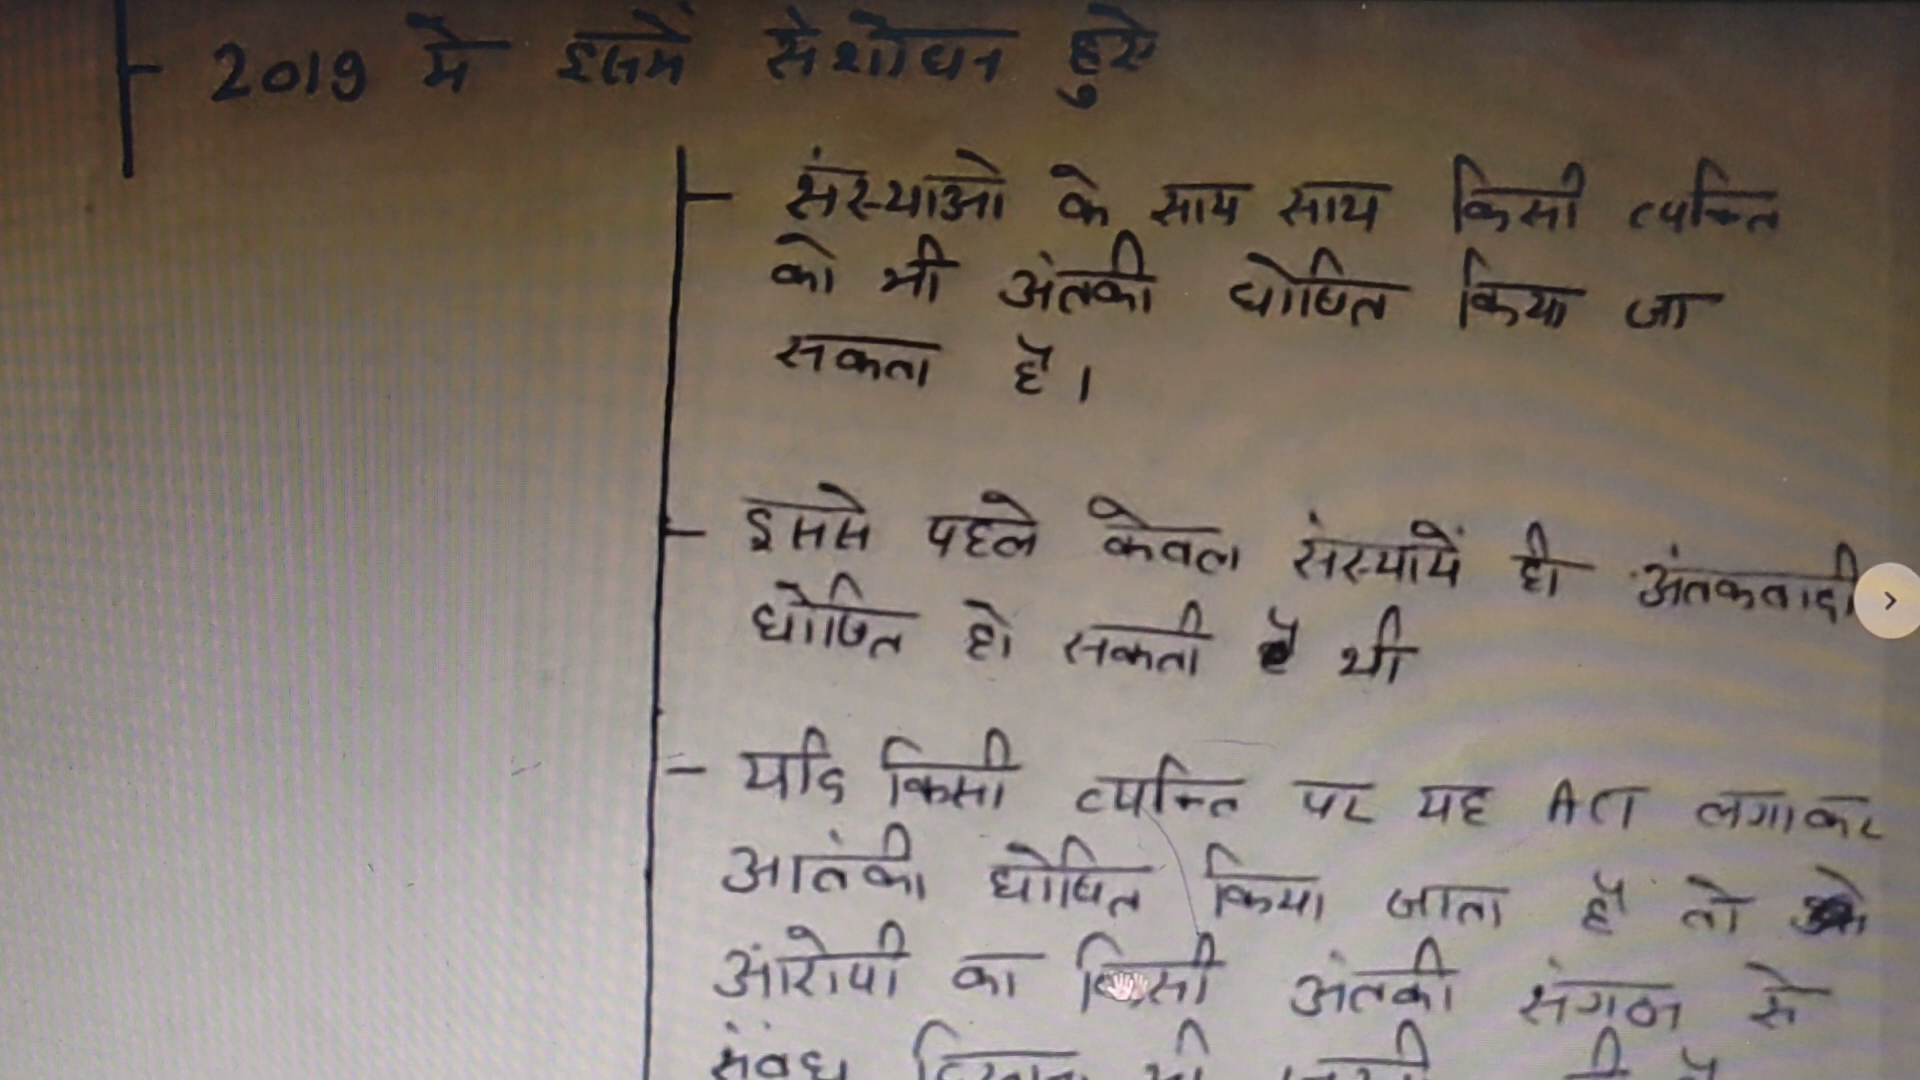 2019 मे इसमें संशोधन हुए
संस्थाओ के साथ साथ किसी व्यक्ति
को भी अंतकी घोषित किया जा
सकता है।
इससे पहले केवल संस्थायें ही अंतकवादी
घोषित हो सकती थी
यदि किसी व्यक्ति पर यह Act लगाकर
आतंकी घोषित किया जाता है तो
आरोपी का किसी अंतकी संगठन से
संबंध